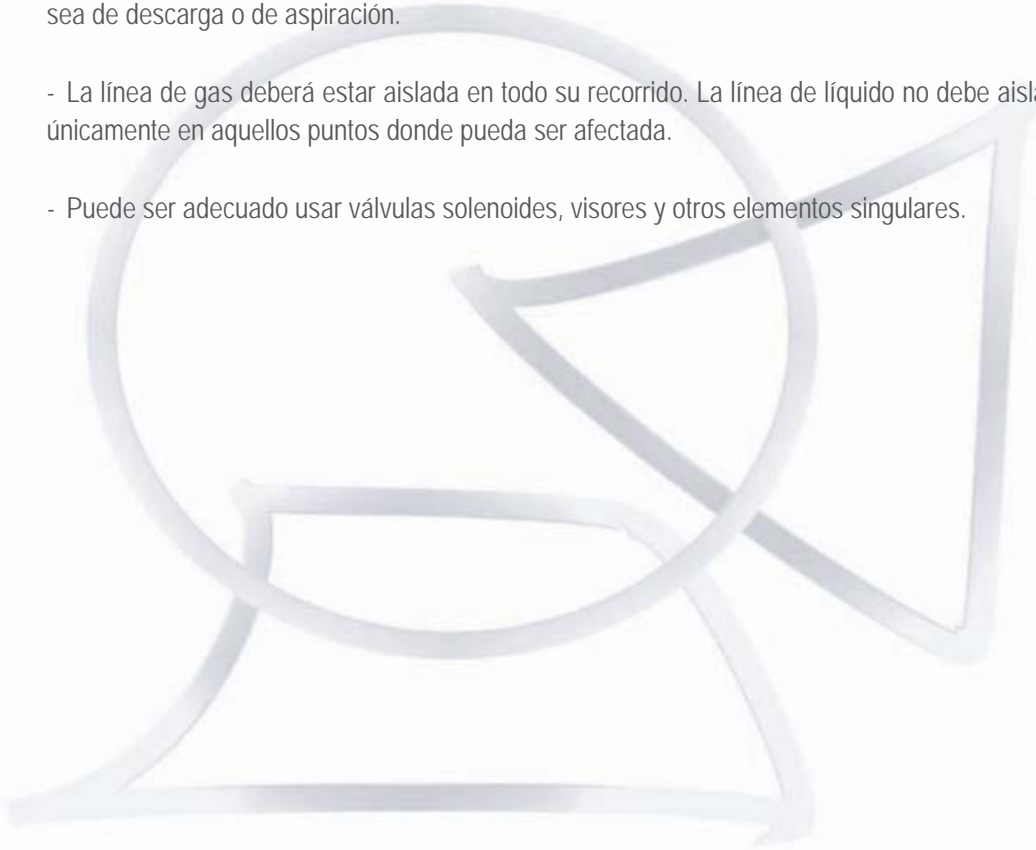 sea de descarga o de aspiración.
- La línea de gas deberá estar aislada en todo su recorrido. La línea de líquido no debe aisla
únicamente en aquellos puntos donde pueda ser afectada.
- Puede ser adecuado usar válvulas solenoides, visores y otros elementos singulares.